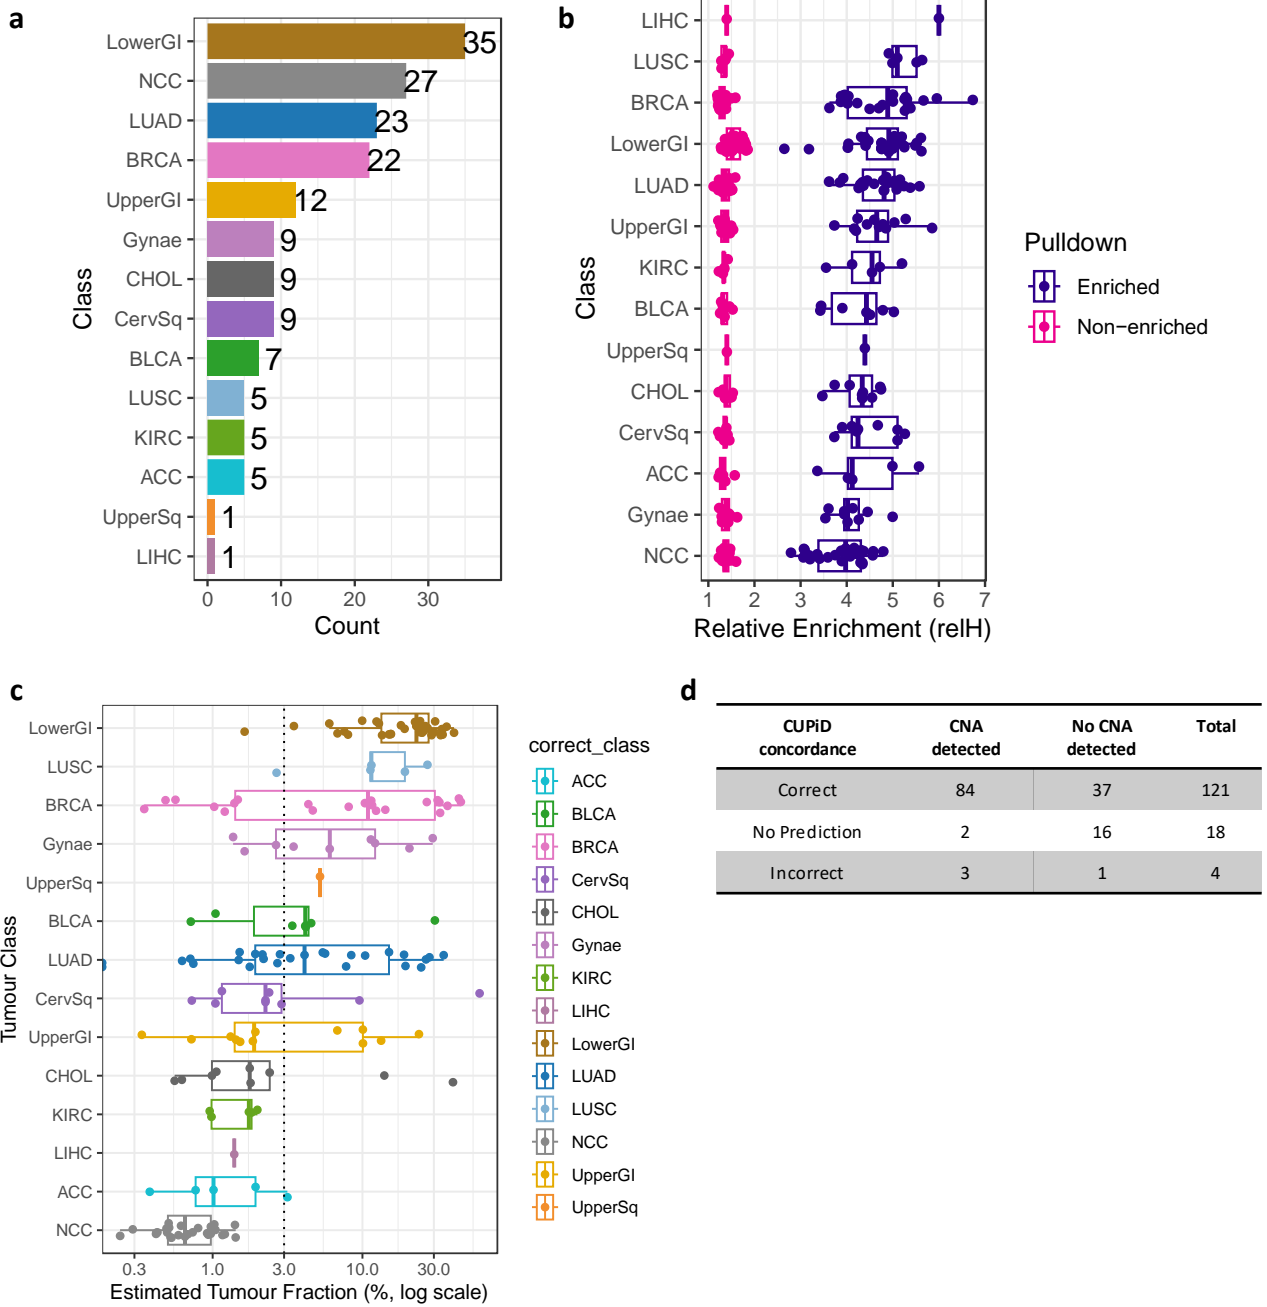 a
Class
LowerGI
NCC
LUAD
BRCA
UpperGI
Gynae
CHOL
CervSq
BLCA
LUSC
KIRC
ACC
UpperSq
LIHC
35
27
23
22
12
9
9
9
7
5
5
5
1
1
0 10 20 30
Count
b
Class
LIHC
LUSC
BRCA
LowerGI
LUAD
UpperGI
KIRC
BLCA
UpperSq
CHOL
CervSq
ACC
Gynae
NCC
1 2 3 4 5 6 7
Relative Enrichment (relH)
Pulldown
Enriched
Non−enriched
c
Tumour Class
LowerGI
LUSC
BRCA
Gynae
UpperSq
BLCA
LUAD
CervSq
UpperGI
CHOL
KIRC
LIHC
ACC
NCC
0.3 1.0 3.0 10.0 30.0
Estimated Tumour Fraction (%, log scale)
correct_class
ACC
BLCA
BRCA
CervSq
CHOL
Gynae
KIRC
LIHC
LowerGI
LUAD
LUSC
NCC
UpperGI
UpperSq
d
CUPiD CNA No CNA Total
concordance detected detected
Correct 84 37 121
No Prediction 2 16 18
Incorrect 3 1 4